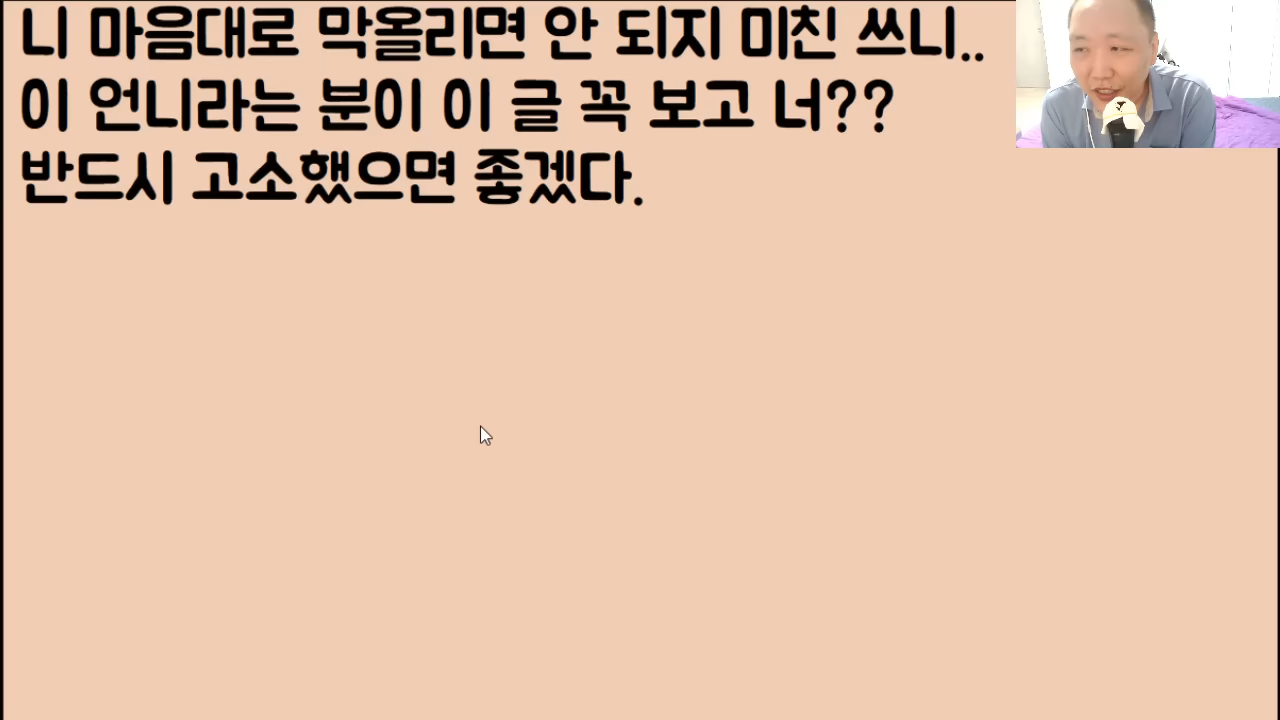 니 마음대로 막올리면 안 되지 미친 쓰니..
이 언니라는 분이 이 글 꼭 보고 너??
반드시 고소했으면 좋겠다.